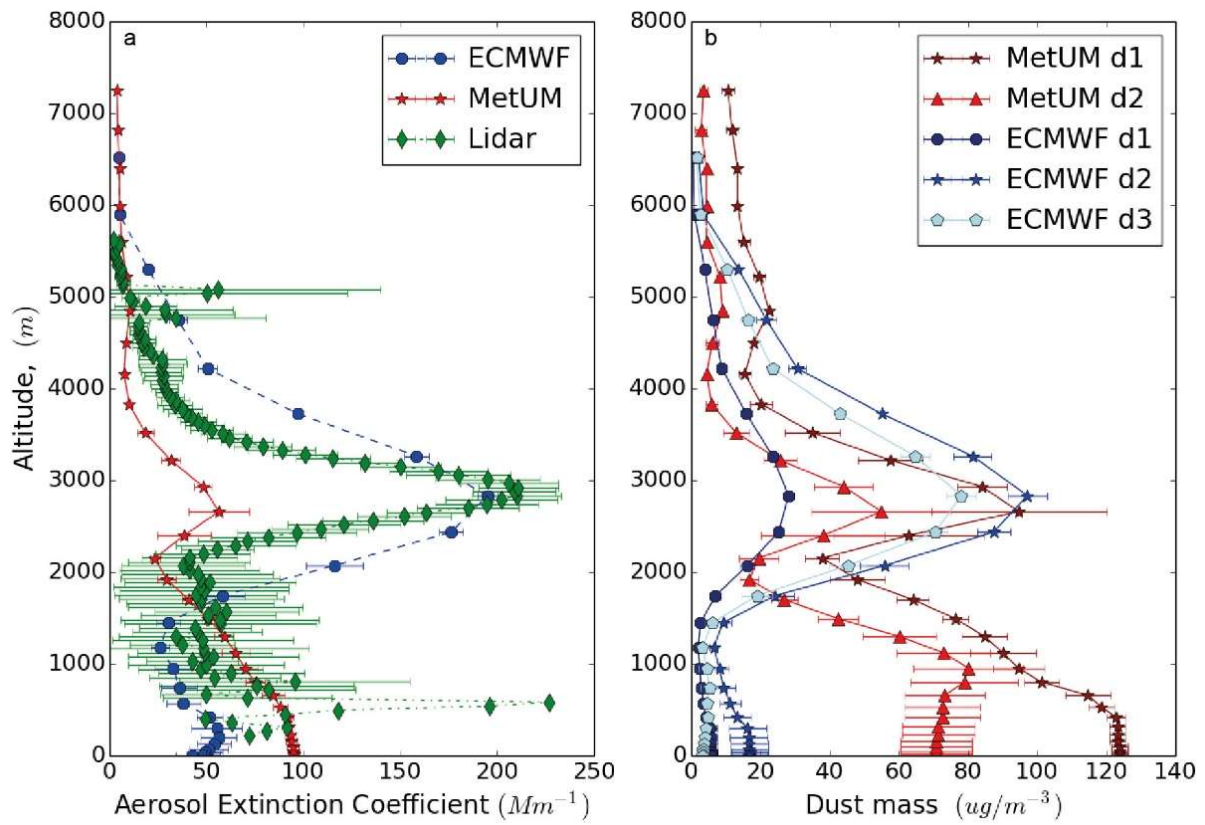 a
ECMWF
MetUM
Lidar
8000
7000
6000
5000
4000
3000
2000
1000
0
Altitude, (m)
0 50 100 150 200 250
Aerosol Extinction Coefficient (Mm⁻¹)
b
MetUM d1
MetUM d2
ECMWF d1
ECMWF d2
ECMWF d3
8000
7000
6000
5000
4000
3000
2000
1000
0
0 20 40 60 80 100 120 140
Dust mass (ug/m⁻³)